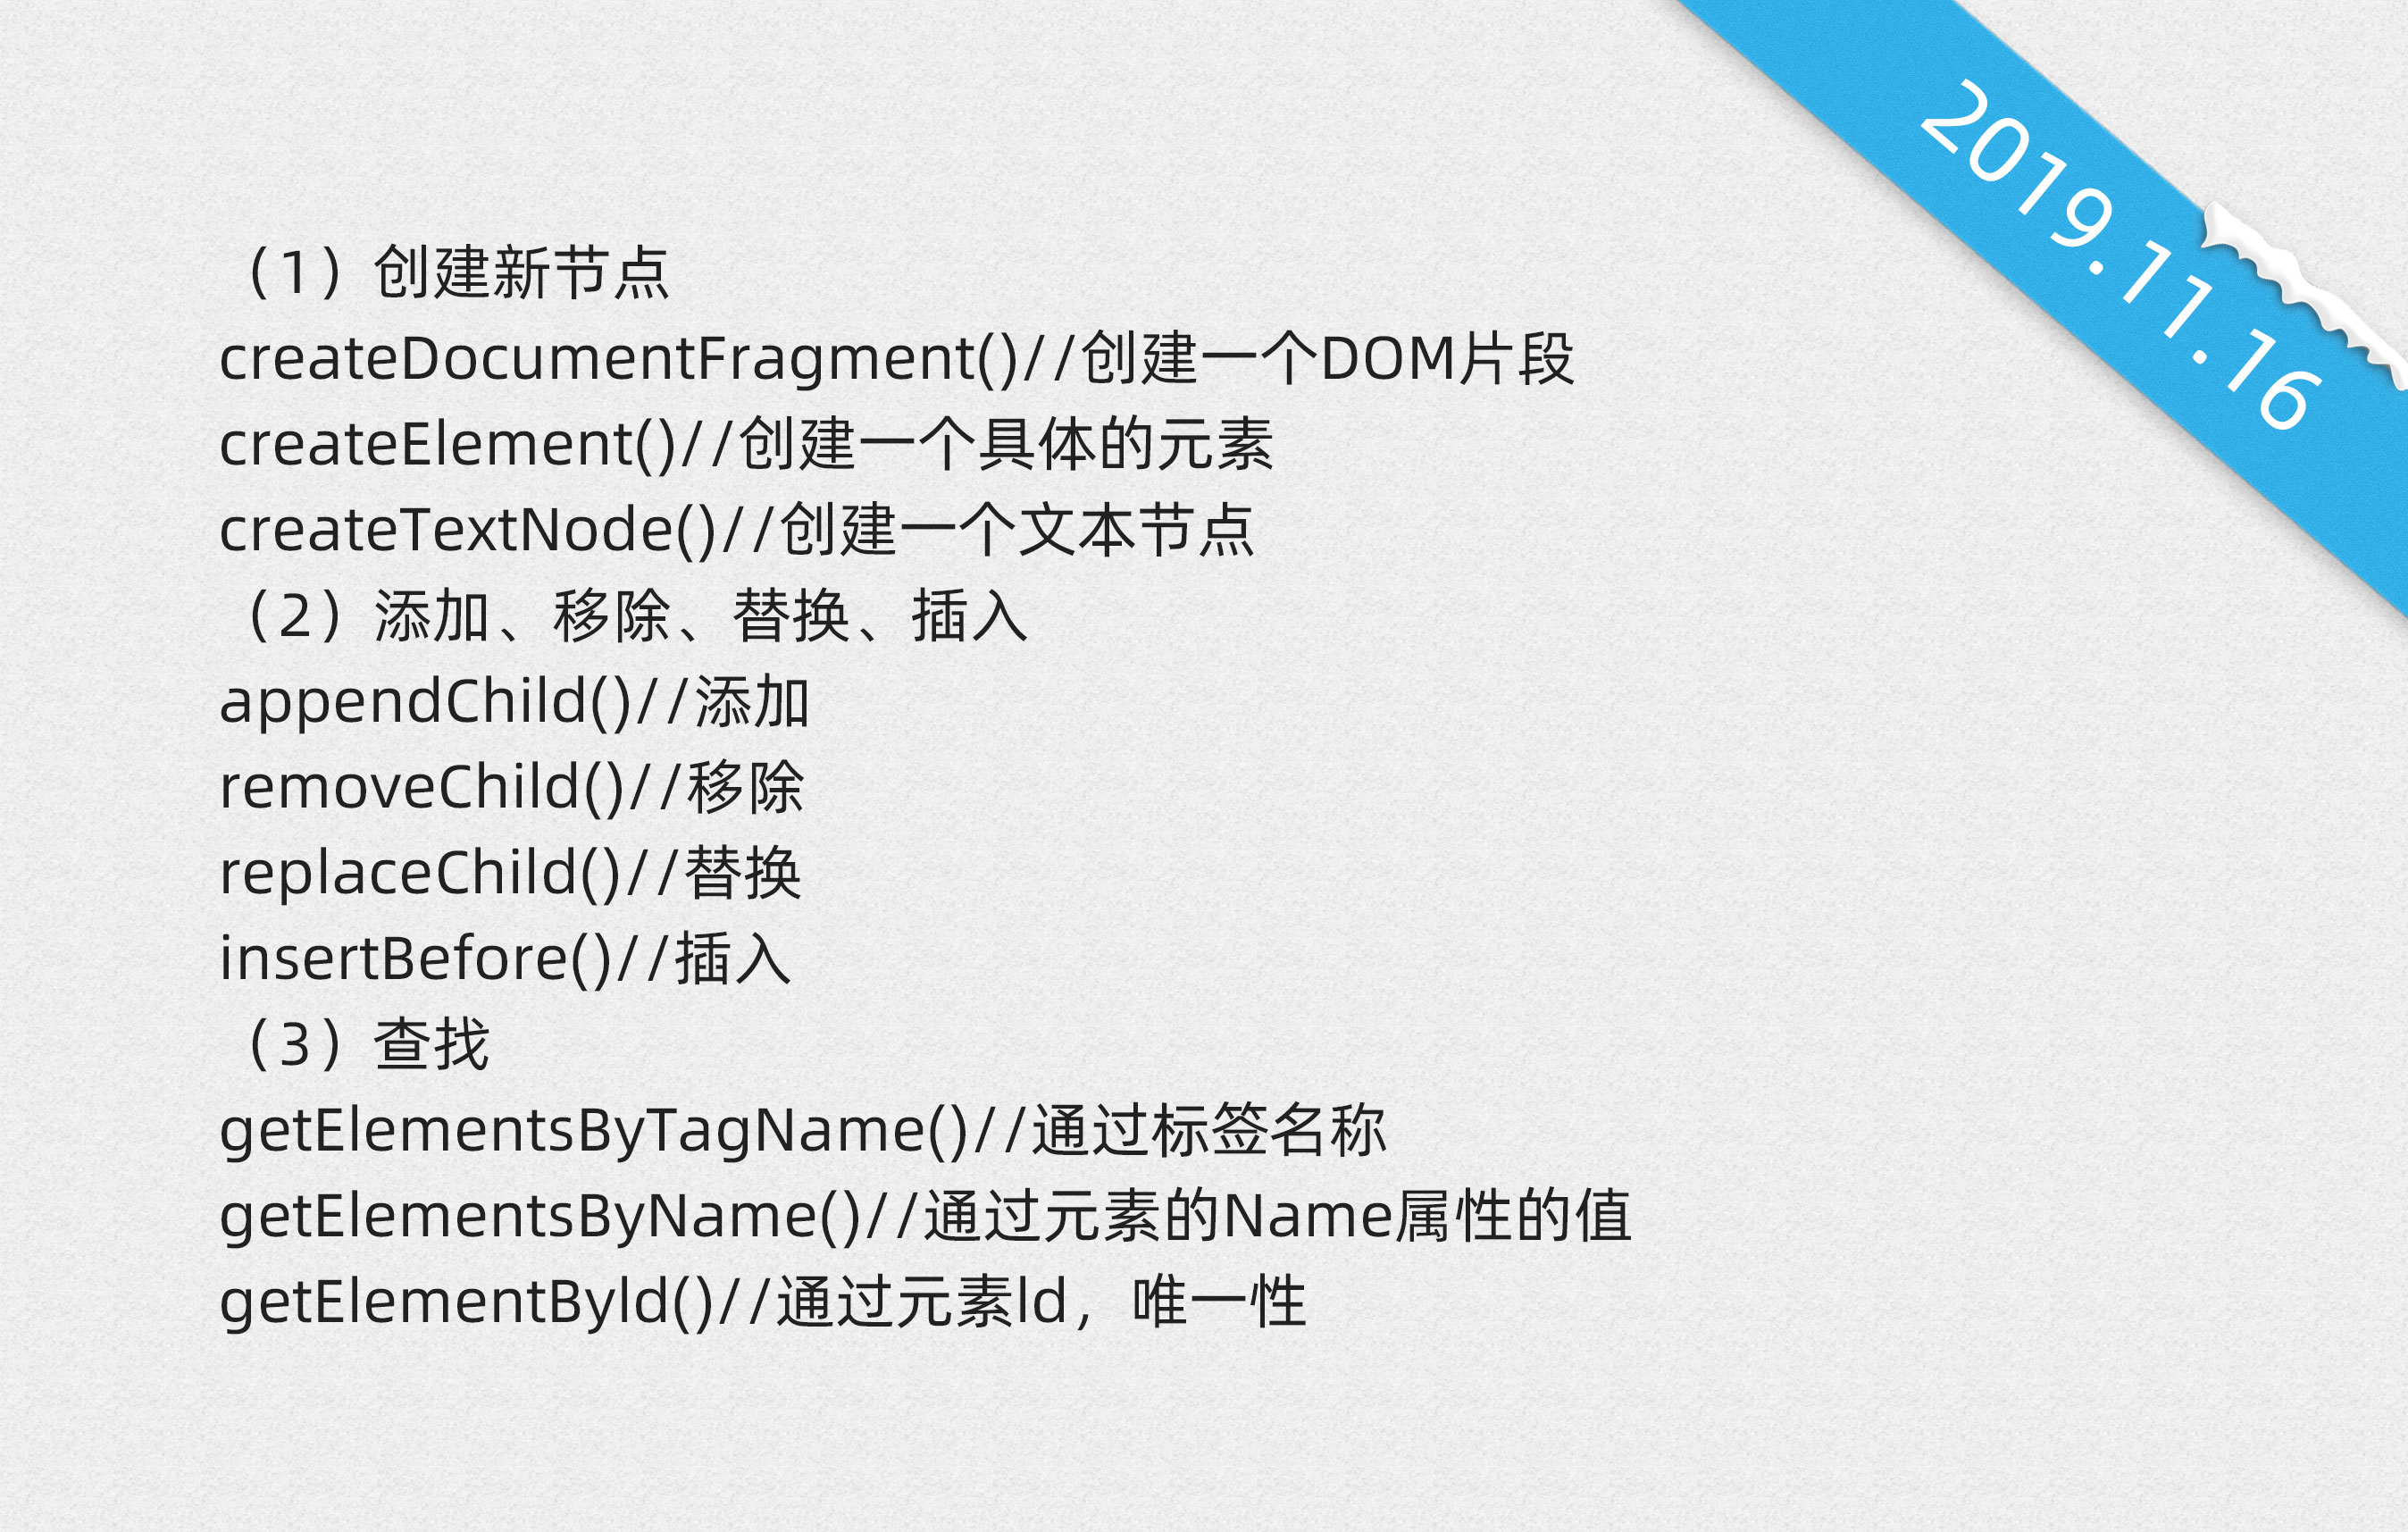 （1）创建新节点
createDocumentFragment()//创建一个DOM片段
createElement()//创建一个具体的元素
createTextNode()//创建一个文本节点
（2）添加、移除、替换、插入
appendChild()//添加
removeChild()//移除
replaceChild()//替换
insertBefore()//插入
（3）查找
getElementsByTagName()//通过标签名称
getElementsByName()//通过元素的Name属性的值
getElementById()//通过元素Id，唯一性
2019.11.16